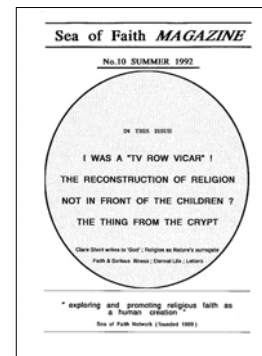 Sea of Faith MAGAZINE
No.10 SUMMER 1992
IN THIS ISSUE
I WAS A "TV ROW VICAR" !
THE RECONSTRUCTION OF RELIGION
NOT IN FRONT OF THE CHILDREN ?
THE THING FROM THE CRYPT
Clare Short writes to 'God' ; Religion as Nature's surrogate
Faith & Serious Illness ; Eternal Life ; Letters
" exploring and promoting religious faith as
a human creation "
Sea of Faith Network (founded 1989)